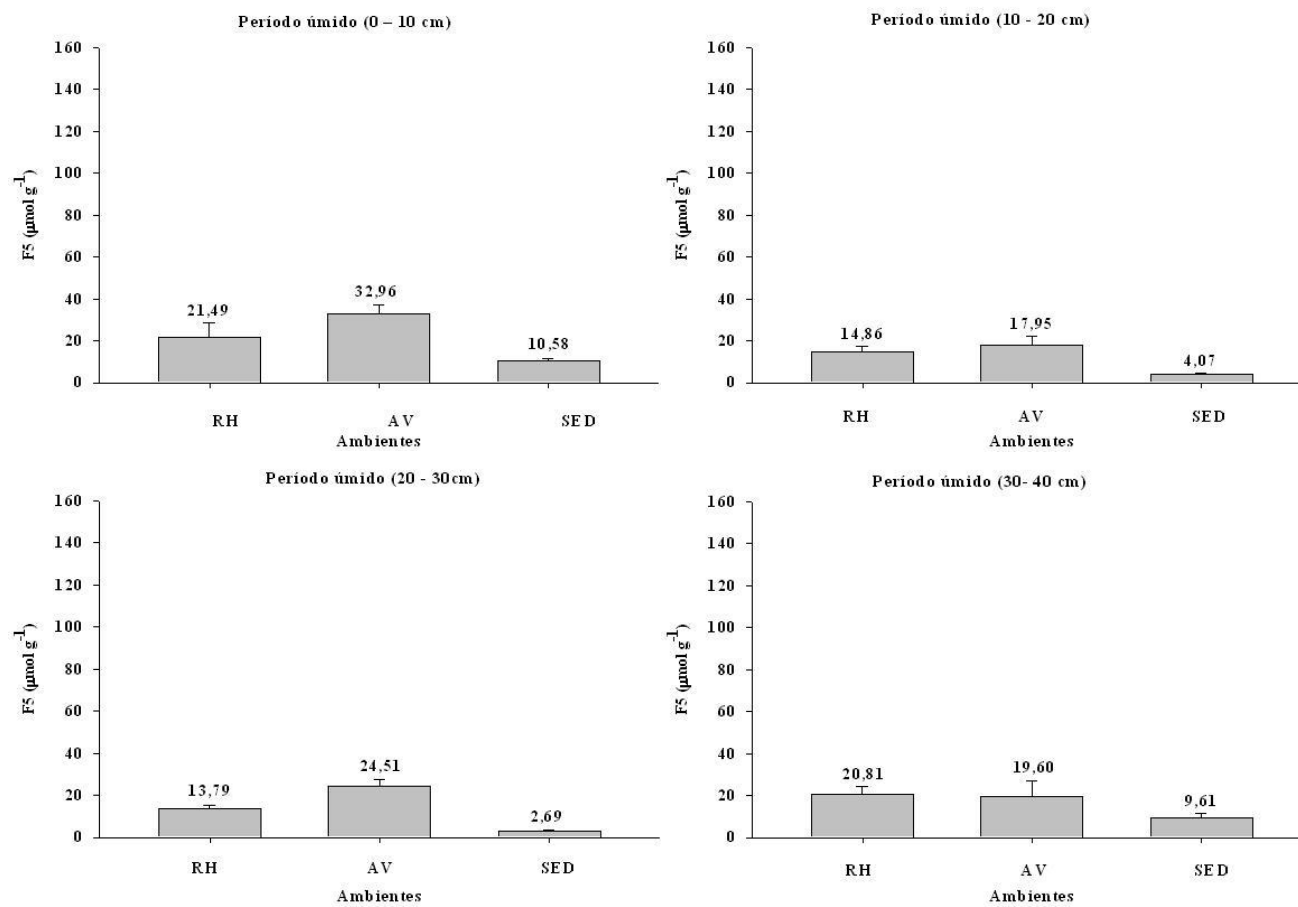 Período úmido (0 – 10 cm)
160
140
120
100
80
60
40
20
0
F5 (µmol g-1)
21,49
32,96
10,58
RH
AV
SED
Ambientes
Período úmido (10 - 20 cm)
160
140
120
100
80
60
40
20
0
F5 (µmol g-1)
14,86
17,95
4,07
RH
AV
SED
Ambientes
Período úmido (20 - 30cm)
160
140
120
100
80
60
40
20
0
F5 (µmol g-1)
13,79
24,51
2,69
RH
AV
SED
Ambientes
Período úmido (30- 40 cm)
160
140
120
100
80
60
40
20
0
F5 (µmol g-1)
20,81
19,60
9,61
RH
AV
SED
Ambientes